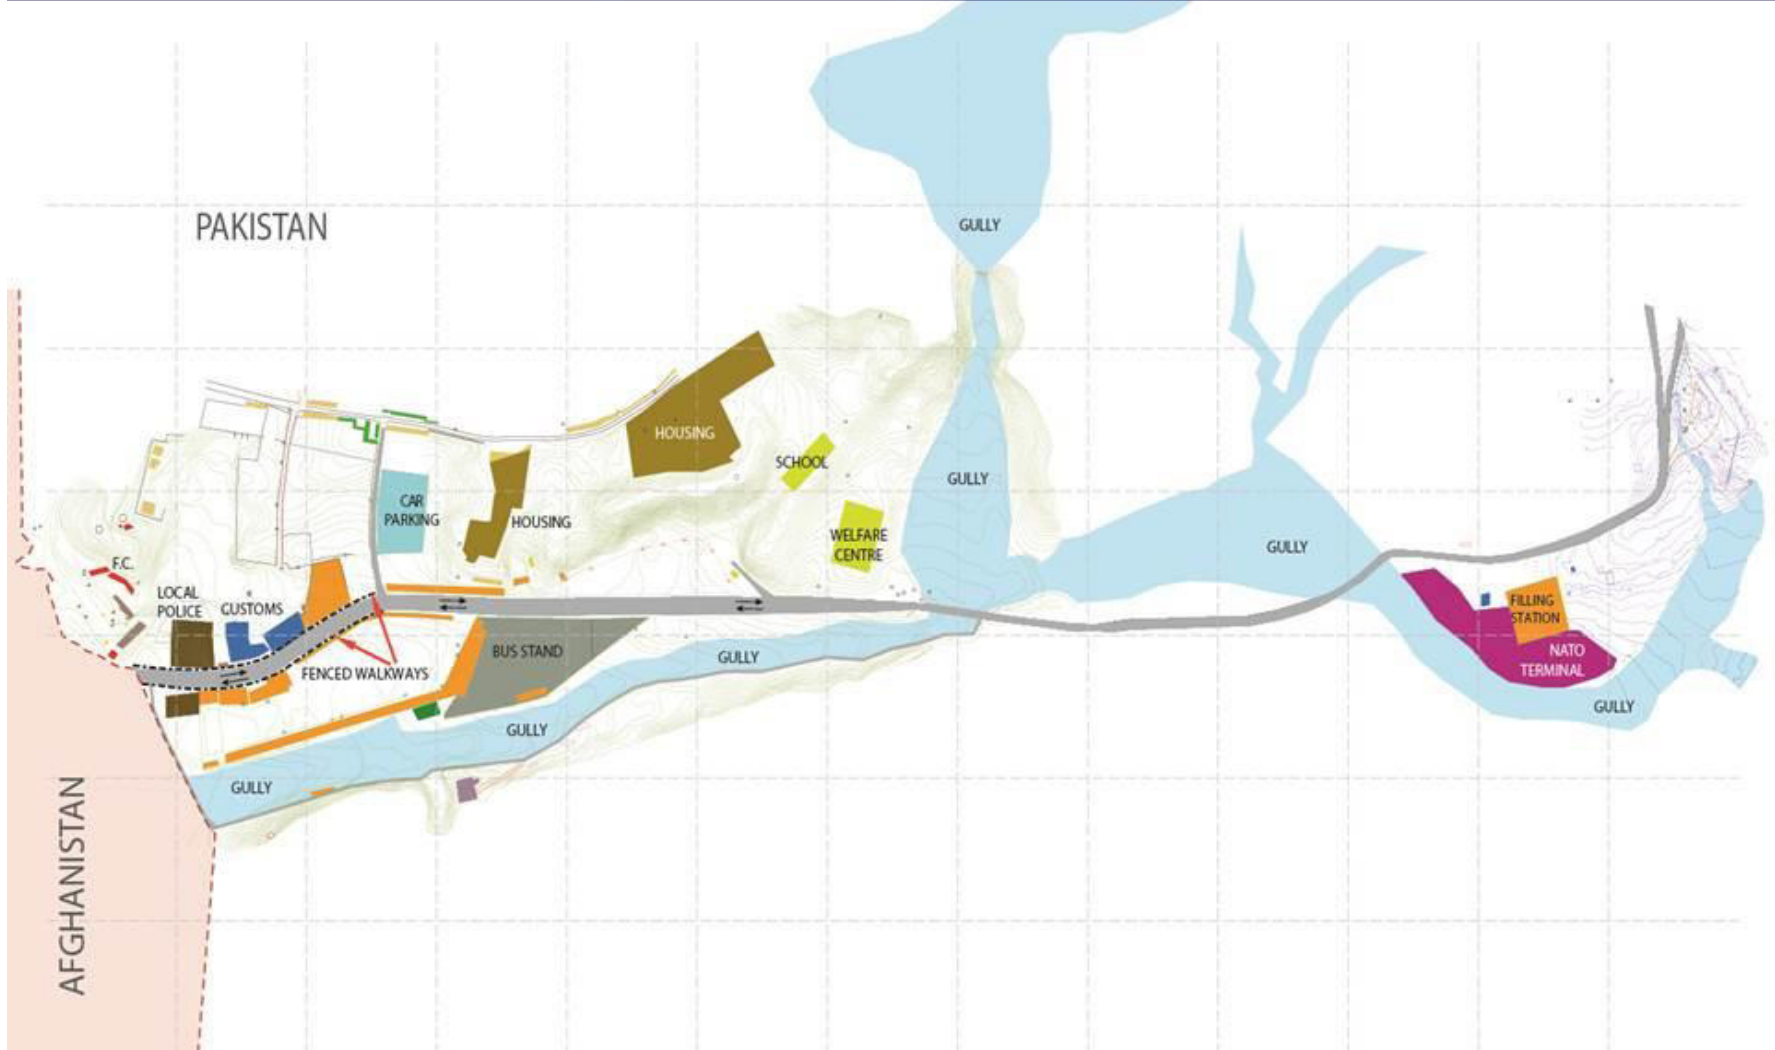 GULLY
PAKISTAN
HOUSING
SCHOOL
GULLY
CAR
PARKING
HOUSING
WELFARE
CENTRE
GULLY
F.C.
LOCAL
POLICE
CUSTOMS
FILLING
STATION
BUS STAND
NATO
TERMINAL
GULLY
FENCED WALKWAYS
GULLY
GULLY
GULLY
AFGHANISTAN